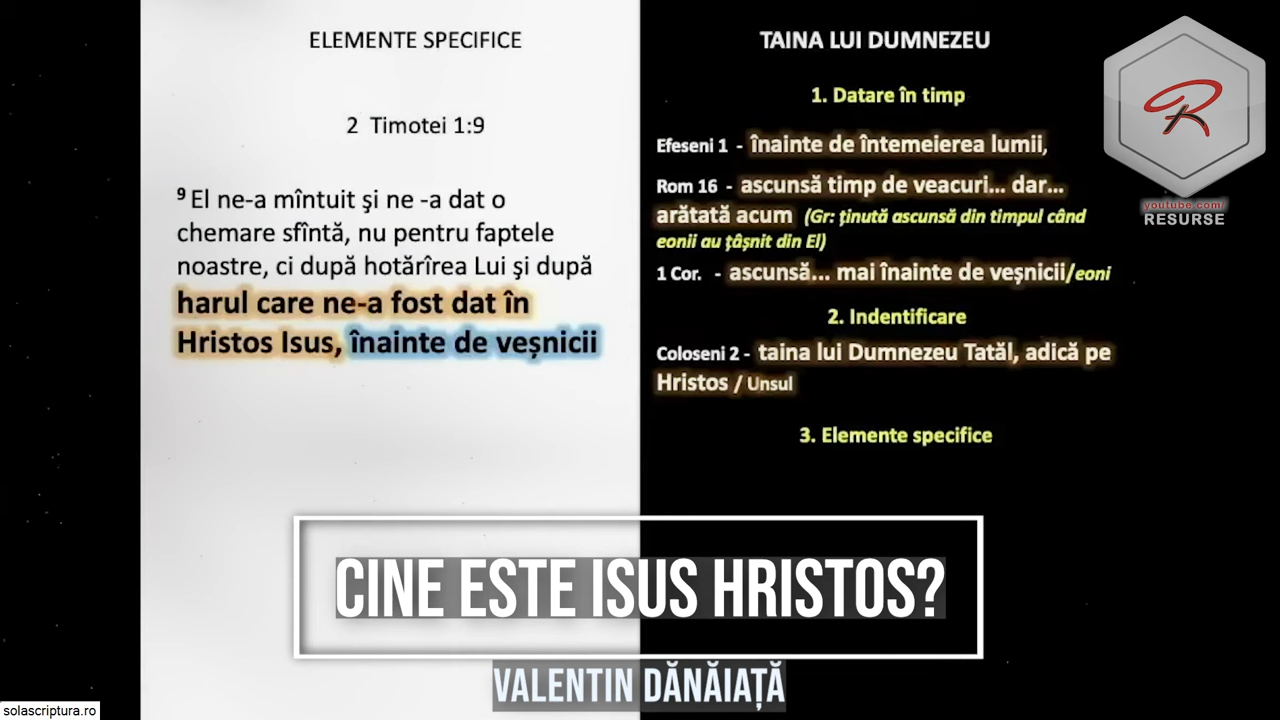 ELEMENTE SPECIFICE
2 Timotei 1:9
9 El ne-a mîntuit şi ne -a dat o
chemare sfîntă, nu pentru faptele
noastre, ci după hotărîrea Lui şi după
harul care ne-a fost dat în
Hristos Isus, înainte de veșnicii
TAINA LUI DUMNEZEU
1. Datare în timp
Efeseni 1 - înainte de întemeierea lumii,
Rom 16 - ascunsă timp de veacuri... dar...
arătată acum (Gr: ţinută ascunsă din timpul când
eonii au ţâșnit din El)
1 Cor. - ascunsă... mai înainte de veșnicii/eoni
2. Indentificare
Coloseni 2 - taina lui Dumnezeu Tatăl, adică pe
Hristos / Unsul
3. Elemente specifice
R
youtube.com/
RESURSE
CINE ESTE ISUS HRISTOS?
VALENTIN DĂNĂIAȚĂ
solascriptura.ro